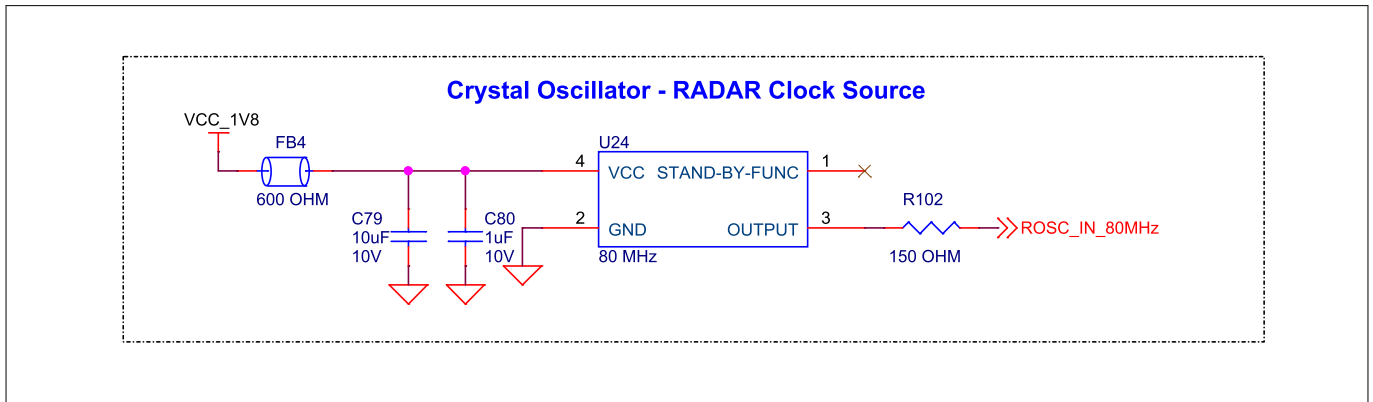 Crystal Oscillator - RADAR Clock Source
VCC_1V8
FB4
600 OHM
C79
10uF
10V
C80
1uF
10V
U24
4
VCC
STAND-BY-FUNC
1
2
GND
OUTPUT
3
80 MHz
R102
150 OHM
ROSC_IN_80MHz